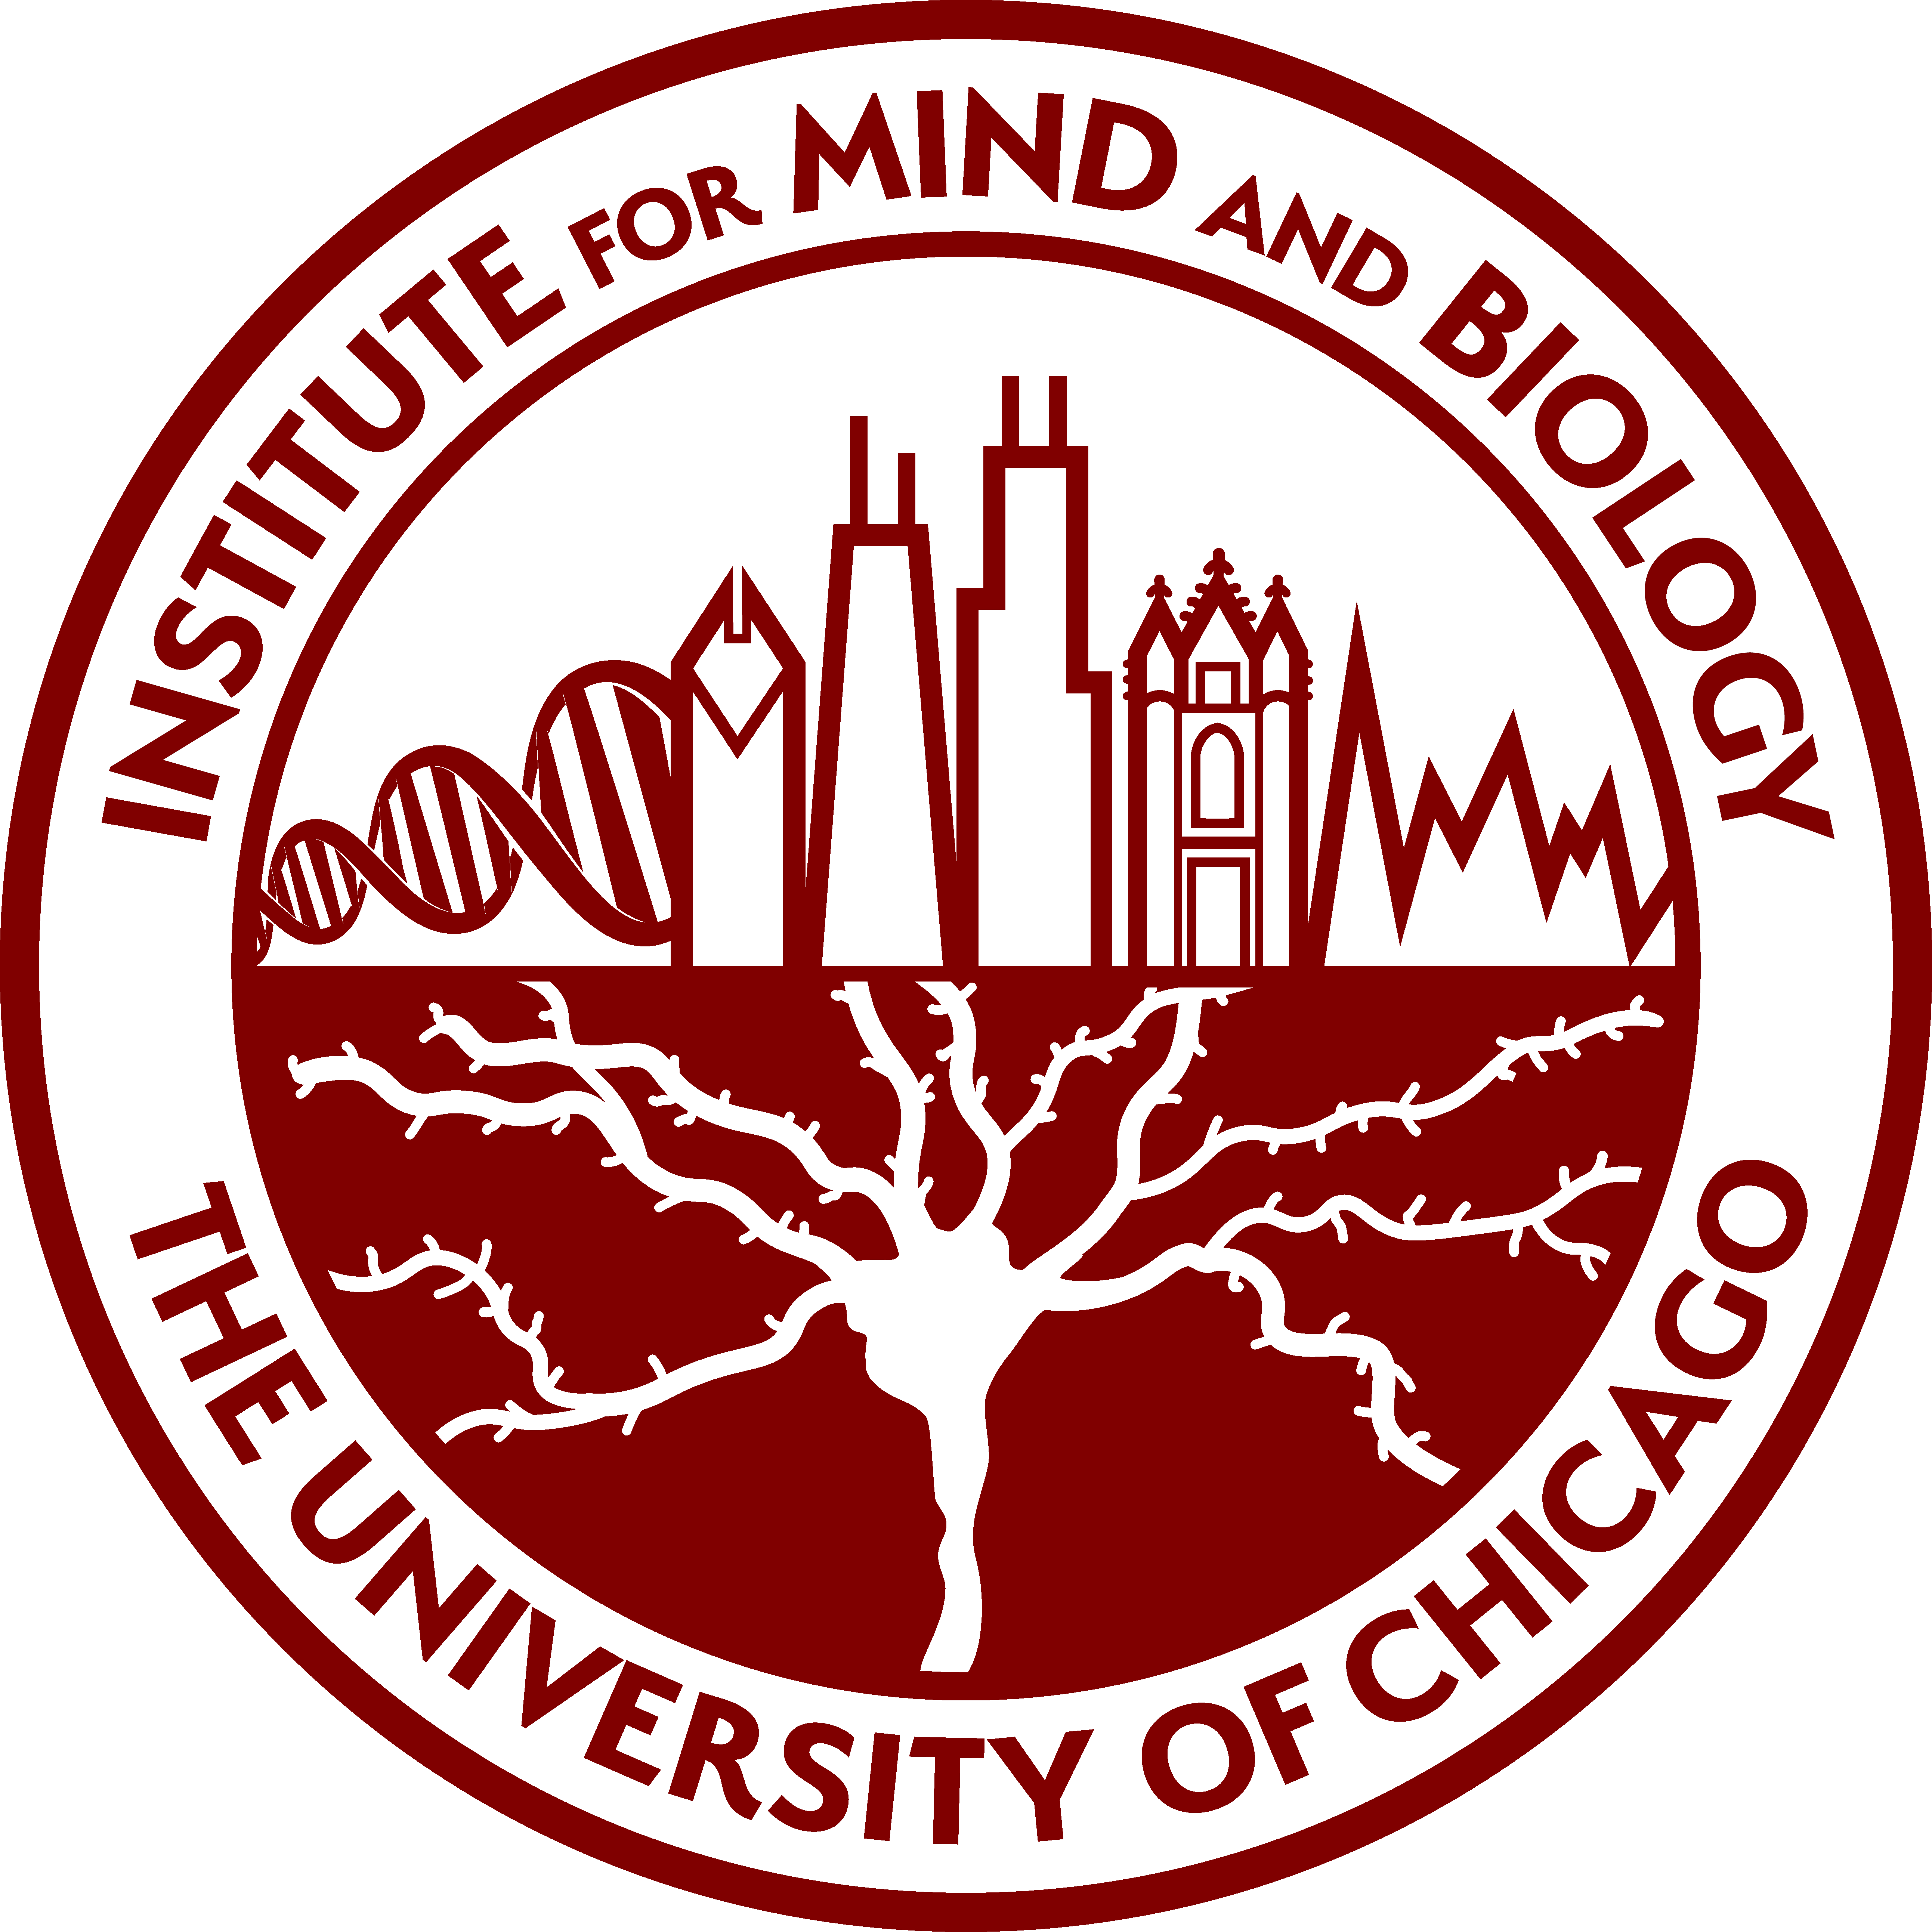 INSTITUTE FOR MIND AND BIOLOGY
THE UNIVERSITY OF CHICAGO